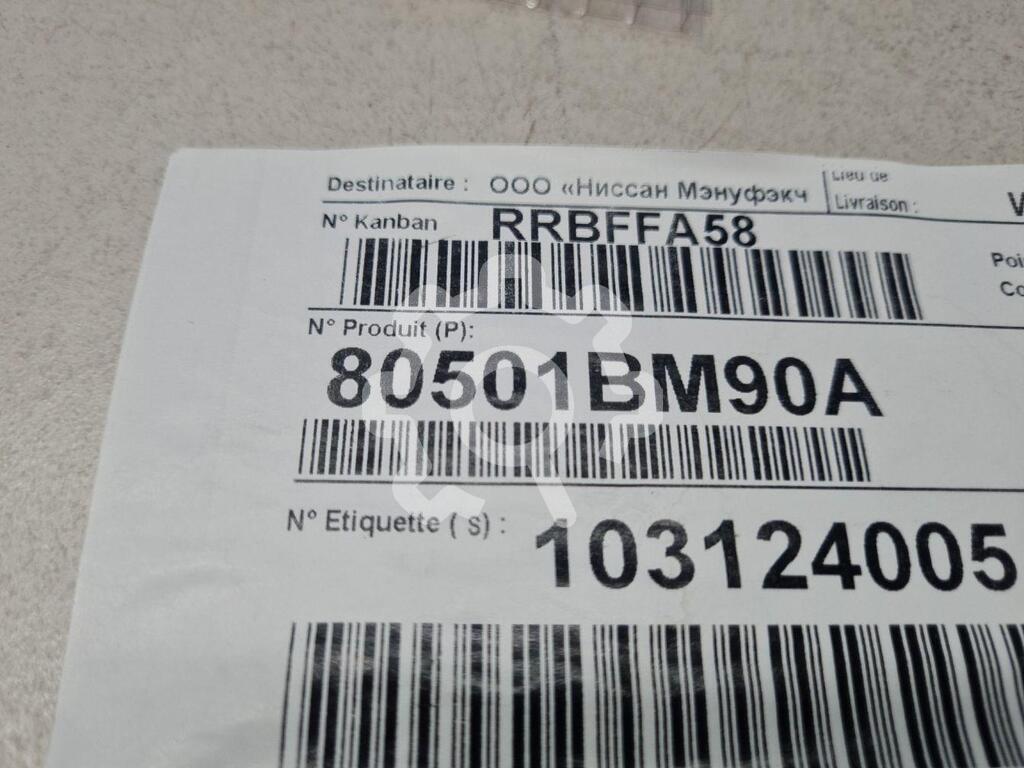 Destinataire : ООО «Ниссан Мэнуфэкч
Lieu de
Livraison :
N° Kanban RRBFFA58
N° Produit (P):
80501BM90A
N° Etiquette ( s) : 103124005